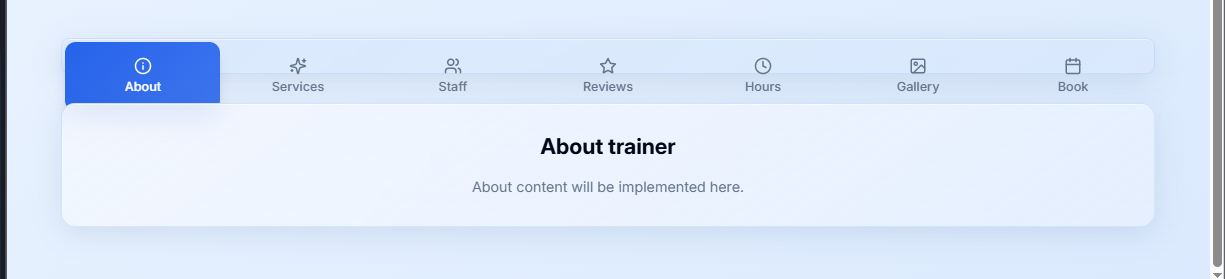 About
Services
Staff
Reviews
Hours
Gallery
Book
About trainer
About content will be implemented here.